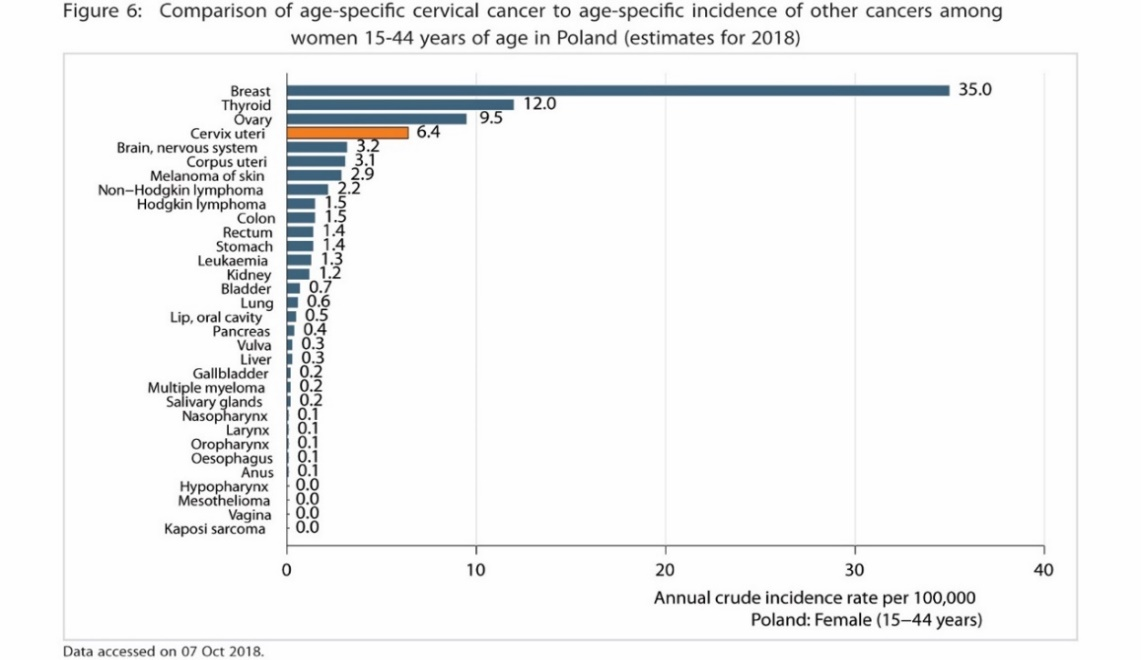 Figure 6: Comparison of age-specific cervical cancer to age-specific incidence of other cancers among
women 15-44 years of age in Poland (estimates for 2018)
Breast 35.0
Thyroid 12.0
Ovary 9.5
Cervix uteri 6.4
Brain, nervous system 3.2
Corpus uteri 3.1
Melanoma of skin 2.9
Non−Hodgkin lymphoma 2.2
Hodgkin lymphoma 1.5
Colon 1.5
Rectum 1.4
Stomach 1.4
Leukaemia 1.3
Kidney 1.2
Bladder 0.7
Lung 0.6
Lip, oral cavity 0.5
Pancreas 0.4
Vulva 0.3
Liver 0.3
Gallbladder 0.2
Multiple myeloma 0.2
Salivary glands 0.2
Nasopharynx 0.1
Larynx 0.1
Oropharynx 0.1
Oesophagus 0.1
Anus 0.1
Hypopharynx 0.0
Mesothelioma 0.0
Vagina 0.0
Kaposi sarcoma 0.0
0 10 20 30 40
Annual crude incidence rate per 100,000
Poland: Female (15−44 years)
Data accessed on 07 Oct 2018.